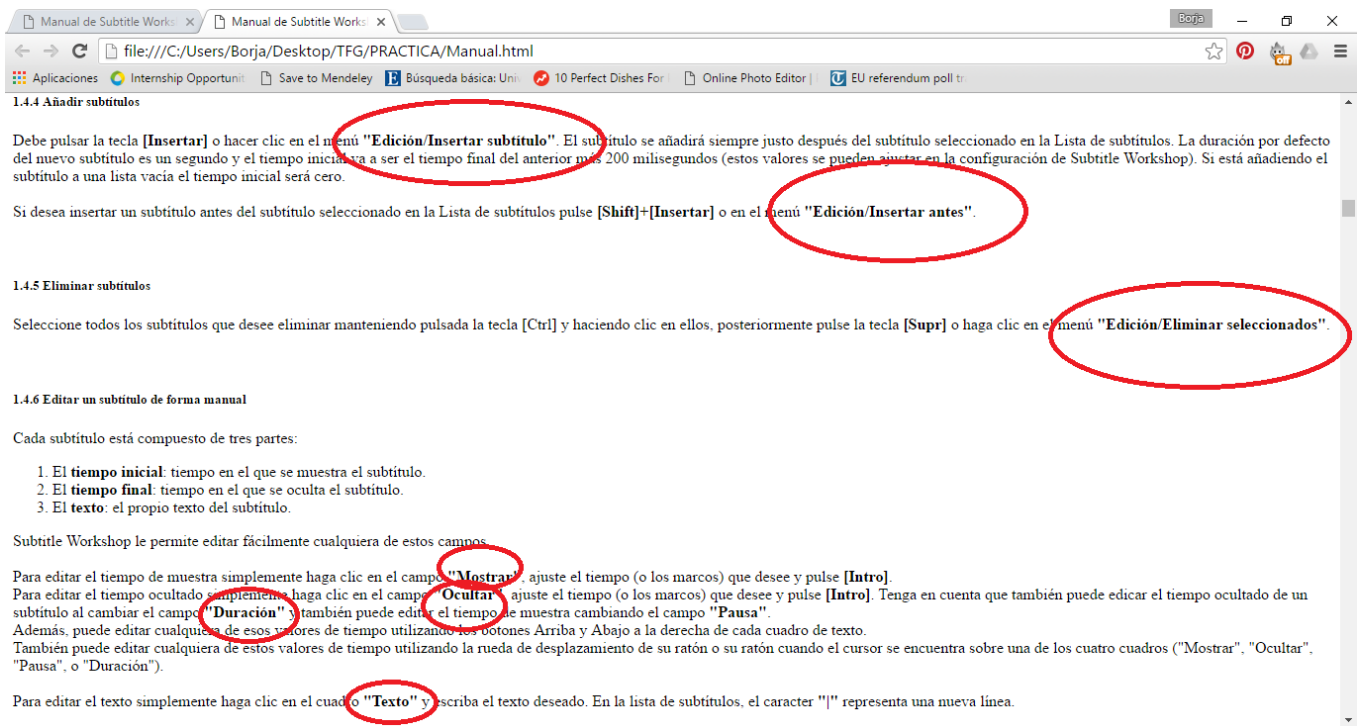 Manual de Subtitle Works
Manual de Subtitle Works
Borja
file:///C:/Users/Borja/Desktop/TFG/PRACTICA/Manual.html
off
Aplicaciones
Internship Opportunit
Save to Mendeley
Búsqueda básica: Uni
10 Perfect Dishes For
Online Photo Editor |
EU referendum poll tr
1.4.4 Añadir subtítulos
Debe pulsar la tecla [Insertar] o hacer clic en el menú "Edición/Insertar subtítulo". El subtítulo se añadirá siempre justo después del subtítulo seleccionado en la Lista de subtítulos. La duración por defecto
del nuevo subtítulo es un segundo y el tiempo inicial va a ser el tiempo final del anterior más 200 milisegundos (estos valores se pueden ajustar en la configuración de Subtitle Workshop). Si está añadiendo el
subtítulo a una lista vacía el tiempo inicial será cero.
Si desea insertar un subtítulo antes del subtítulo seleccionado en la Lista de subtítulos pulse [Shift]+[Insertar] o en el menú "Edición/Insertar antes".
1.4.5 Eliminar subtítulos
Seleccione todos los subtítulos que desee eliminar manteniendo pulsada la tecla [Ctrl] y haciendo clic en ellos, posteriormente pulse la tecla [Supr] o haga clic en el menú "Edición/Eliminar seleccionados".
1.4.6 Editar un subtítulo de forma manual
Cada subtítulo está compuesto de tres partes:
1. El tiempo inicial: tiempo en el que se muestra el subtítulo.
2. El tiempo final: tiempo en el que se oculta el subtítulo.
3. El texto: el propio texto del subtítulo.
Subtitle Workshop le permite editar fácilmente cualquiera de estos campos.
Para editar el tiempo de muestra simplemente haga clic en el campo "Mostrar", ajuste el tiempo (o los marcos) que desee y pulse [Intro].
Para editar el tiempo ocultado simplemente haga clic en el campo "Ocultar", ajuste el tiempo (o los marcos) que desee y pulse [Intro]. Tenga en cuenta que también puede edicar el tiempo ocultado de un
subtítulo al cambiar el campo "Duración" y también puede editar el tiempo de muestra cambiando el campo "Pausa".
Además, puede editar cualquiera de esos valores de tiempo utilizando los botones Arriba y Abajo a la derecha de cada cuadro de texto.
También puede editar cualquiera de estos valores de tiempo utilizando la rueda de desplazamiento de su ratón o su ratón cuando el cursor se encuentra sobre una de los cuatro cuadros ("Mostrar", "Ocultar",
"Pausa", o "Duración").
Para editar el texto simplemente haga clic en el cuadro "Texto" y escriba el texto deseado. En la lista de subtítulos, el caracter "|" representa una nueva línea.